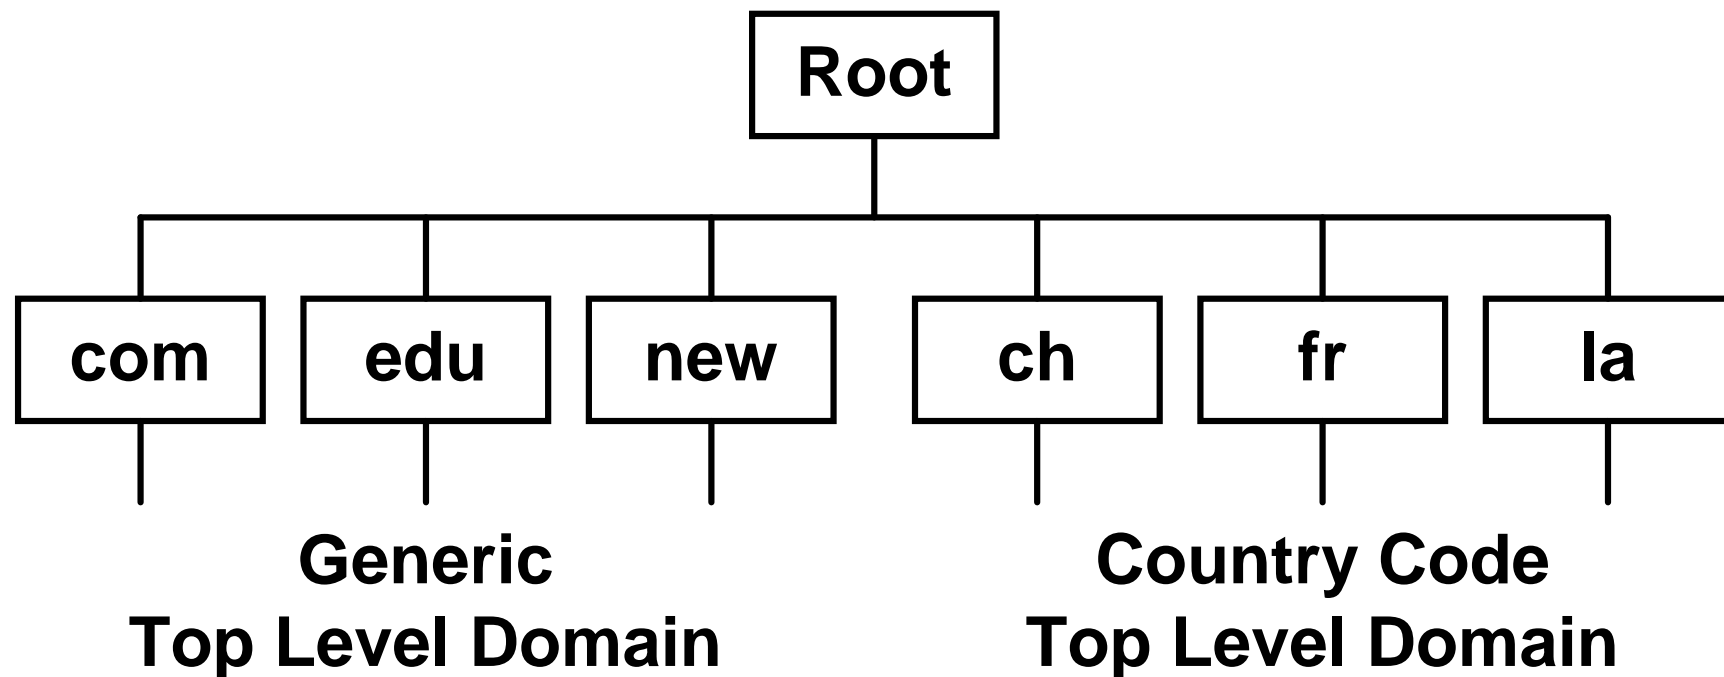 Root
com edu new ch fr la
Generic Country Code
Top Level Domain Top Level Domain